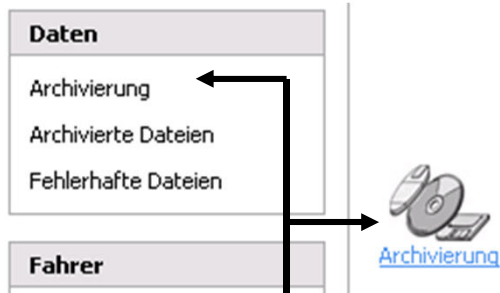 Daten
Archivierung
Archivierte Dateien
Fehlerhafte Dateien
Archivierung
Fahrer